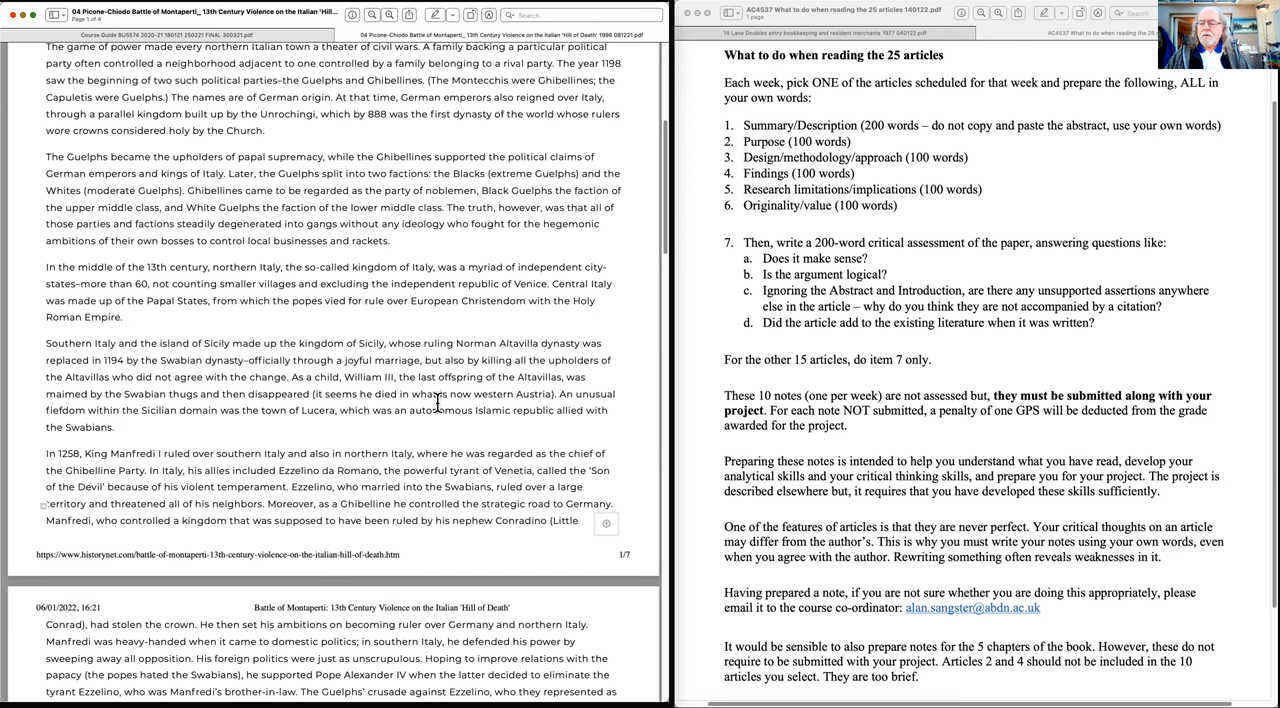 04 Picone-Chiodo Battle of Montaperti_ 13th Century Violence on the Italian 'Hill...
Page 1 of 4
Search
Course Guide BUS574 2020-21 180121 250221 FINAL 300321.pdf
04 Picone-Chiodo Battle of Montaperti_ 13th Century Violence on the Italian 'Hill of Death' 1996 081221.pdf
The game of power made every northern Italian town a theater of civil wars. A family backing a particular political
party often controlled a neighborhood adjacent to one controlled by a family belonging to a rival party. The year 1198
saw the beginning of two such political parties–the Guelphs and Ghibellines. (The Montecchis were Ghibellines; the
Capuletis were Guelphs.) The names are of German origin. At that time, German emperors also reigned over Italy,
through a parallel kingdom built up by the Unrochingi, which by 888 was the first dynasty of the world whose rulers
wore crowns considered holy by the Church.
The Guelphs became the upholders of papal supremacy, while the Ghibellines supported the political claims of
German emperors and kings of Italy. Later, the Guelphs split into two factions: the Blacks (extreme Guelphs) and the
Whites (moderate Guelphs). Ghibellines came to be regarded as the party of noblemen, Black Guelphs the faction of
the upper middle class, and White Guelphs the faction of the lower middle class. The truth, however, was that all of
those parties and factions steadily degenerated into gangs without any ideology who fought for the hegemonic
ambitions of their own bosses to control local businesses and rackets.
In the middle of the 13th century, northern Italy, the so-called kingdom of Italy, was a myriad of independent city-
states–more than 60, not counting smaller villages and excluding the independent republic of Venice. Central Italy
was made up of the Papal States, from which the popes vied for rule over European Christendom with the Holy
Roman Empire.
Southern Italy and the island of Sicily made up the kingdom of Sicily, whose ruling Norman Altavilla dynasty was
replaced in 1194 by the Swabian dynasty–officially through a joyful marriage, but also by killing all the upholders of
the Altavillas who did not agree with the change. As a child, William III, the last offspring of the Altavillas, was
maimed by the Swabian thugs and then disappeared (it seems he died in what is now western Austria). An unusual
fiefdom within the Sicilian domain was the town of Lucera, which was an autonomous Islamic republic allied with
the Swabians.
In 1258, King Manfredi I ruled over southern Italy and also in northern Italy, where he was regarded as the chief of
the Ghibelline Party. In Italy, his allies included Ezzelino da Romano, the powerful tyrant of Venetia, called the 'Son
of the Devil' because of his violent temperament. Ezzelino, who married into the Swabians, ruled over a large
territory and threatened all of his neighbors. Moreover, as a Ghibelline he controlled the strategic road to Germany.
Manfredi, who controlled a kingdom that was supposed to have been ruled by his nephew Conradino (Little
https://www.historynet.com/battle-of-montaperti-13th-century-violence-on-the-italian-hill-of-death.htm 1/7
06/01/2022, 16:21 Battle of Montaperti: 13th Century Violence on the Italian 'Hill of Death'
Conrad), had stolen the crown. He then set his ambitions on becoming ruler over Germany and northern Italy.
Manfredi was heavy-handed when it came to domestic politics; in southern Italy, he defended his power by
sweeping away all opposition. His foreign politics were just as unscrupulous. Hoping to improve relations with the
papacy (the popes hated the Swabians), he supported Pope Alexander IV when the latter decided to eliminate the
tyrant Ezzelino, who was Manfredi's brother-in-law. The Guelphs' crusade against Ezzelino, who they represented as
AC4537 What to do when reading the 25 articles 140122.pdf
1 page
Search
14 Lane Doubles entry bookkeeping and resident merchants 1977 040122.pdf
AC4537 What to do when reading the 25
What to do when reading the 25 articles
Each week, pick ONE of the articles scheduled for that week and prepare the following, ALL in
your own words:
1. Summary/Description (200 words – do not copy and paste the abstract, use your own words)
2. Purpose (100 words)
3. Design/methodology/approach (100 words)
4. Findings (100 words)
5. Research limitations/implications (100 words)
6. Originality/value (100 words)
7. Then, write a 200-word critical assessment of the paper, answering questions like:
a. Does it make sense?
b. Is the argument logical?
c. Ignoring the Abstract and Introduction, are there any unsupported assertions anywhere
else in the article – why do you think they are not accompanied by a citation?
d. Did the article add to the existing literature when it was written?
For the other 15 articles, do item 7 only.
These 10 notes (one per week) are not assessed but, they must be submitted along with your
project. For each note NOT submitted, a penalty of one GPS will be deducted from the grade
awarded for the project.
Preparing these notes is intended to help you understand what you have read, develop your
analytical skills and your critical thinking skills, and prepare you for your project. The project is
described elsewhere but, it requires that you have developed these skills sufficiently.
One of the features of articles is that they are never perfect. Your critical thoughts on an article
may differ from the author's. This is why you must write your notes using your own words, even
when you agree with the author. Rewriting something often reveals weaknesses in it.
Having prepared a note, if you are not sure whether you are doing this appropriately, please
email it to the course co-ordinator: alan.sangster@abdn.ac.uk
It would be sensible to also prepare notes for the 5 chapters of the book. However, these do not
require to be submitted with your project. Articles 2 and 4 should not be included in the 10
articles you select. They are too brief.